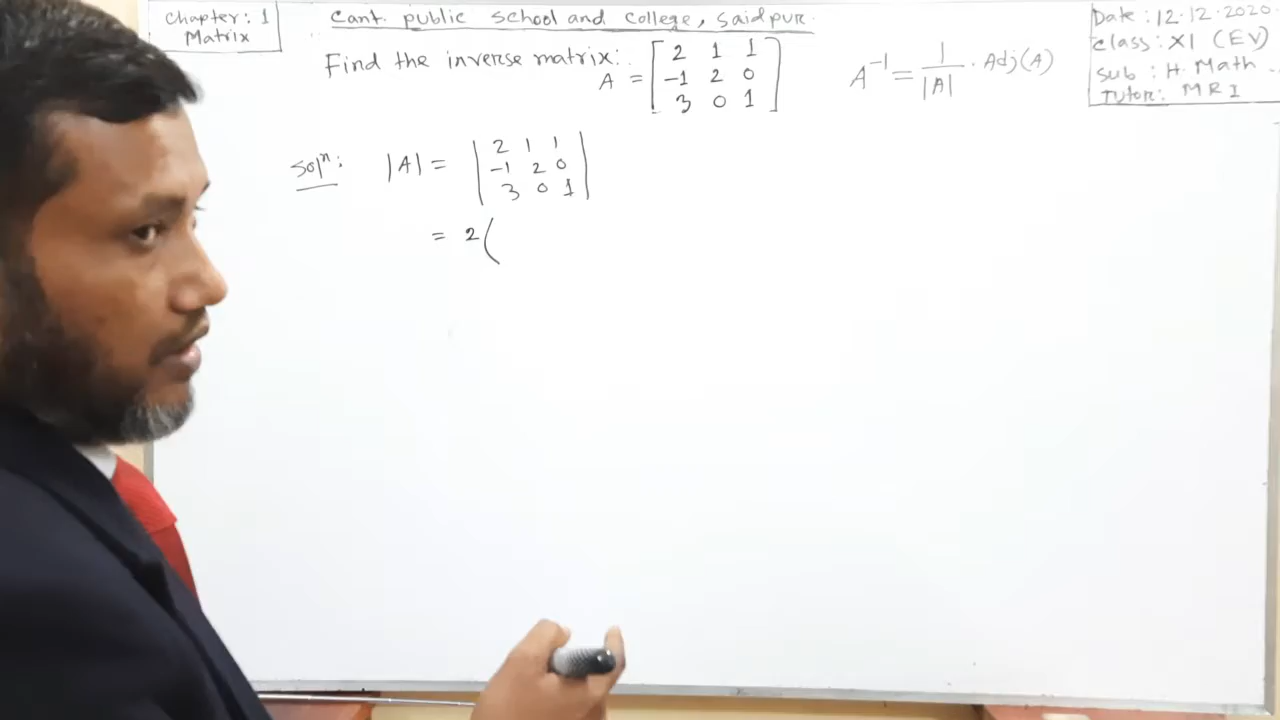 Chapter: 1
Matrix
Cant. public school and college, saidpur.
Date: 12.12.2020
class: XI (EV)
sub : H. Math
Tutor: MRI
Find the inverse matrix: A = [2 1 1
-1 2 0
3 0 1]
A⁻¹ = 1/|A| · Adj(A)
Solⁿ: |A| = |2 1 1
-1 2 0
3 0 1|
= 2(